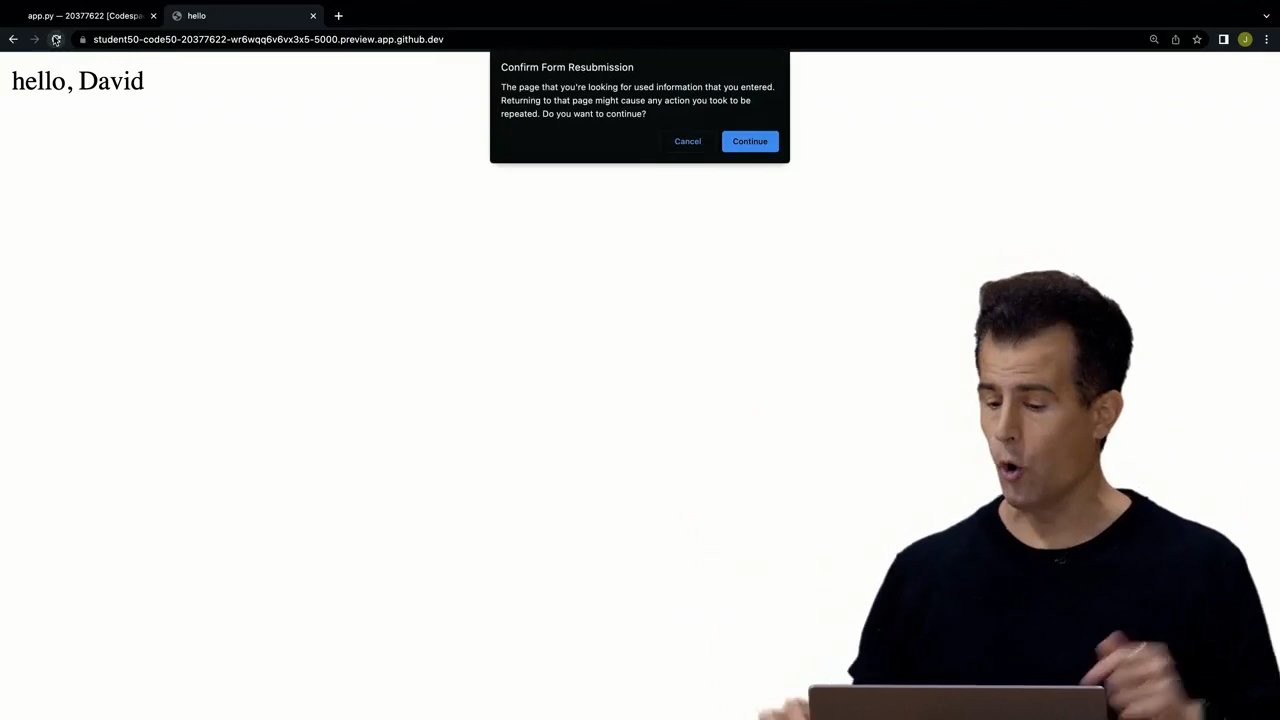 app.py — 20377622 [Codespa
hello
student50-code50-20377622-wr6wqq6v6vx3x5-5000.preview.app.github.dev
J
hello, David
Confirm Form Resubmission
The page that you're looking for used information that you entered.
Returning to that page might cause any action you took to be
repeated. Do you want to continue?
Cancel
Continue